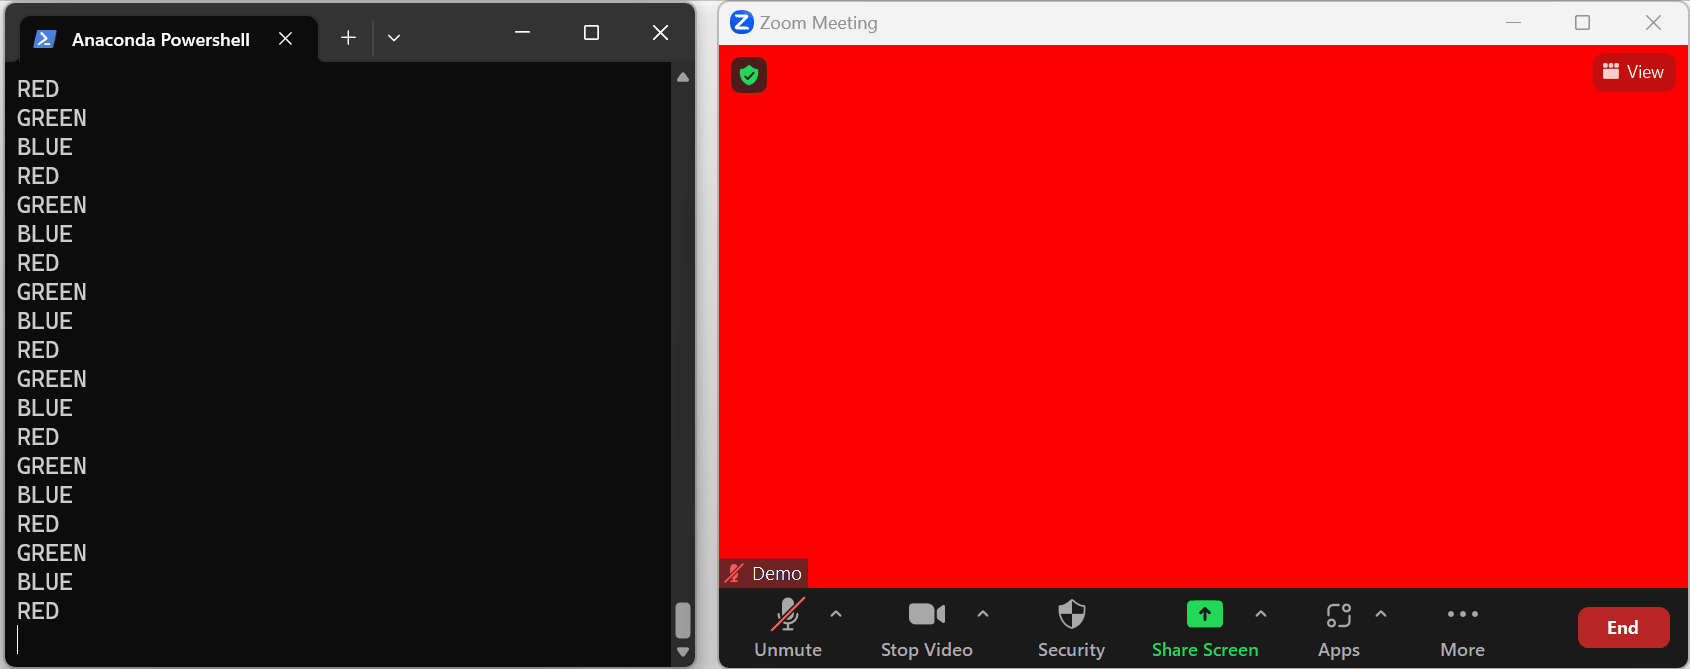 Anaconda Powershell
RED
GREEN
BLUE
RED
GREEN
BLUE
RED
GREEN
BLUE
RED
GREEN
BLUE
RED
GREEN
BLUE
RED
GREEN
BLUE
RED
Zoom Meeting
View
Demo
Unmute
Stop Video
Security
Share Screen
Apps
More
End